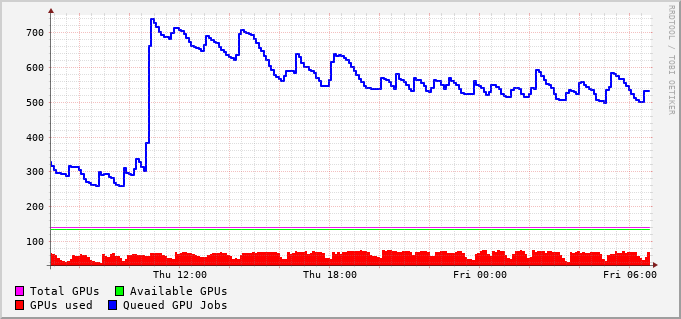 RRDTOOL / TOBI OETIKER
700
600
500
400
300
200
100
Thu 12:00 Thu 18:00 Fri 00:00 Fri 06:00
Total GPUs Available GPUs
GPUs used Queued GPU Jobs